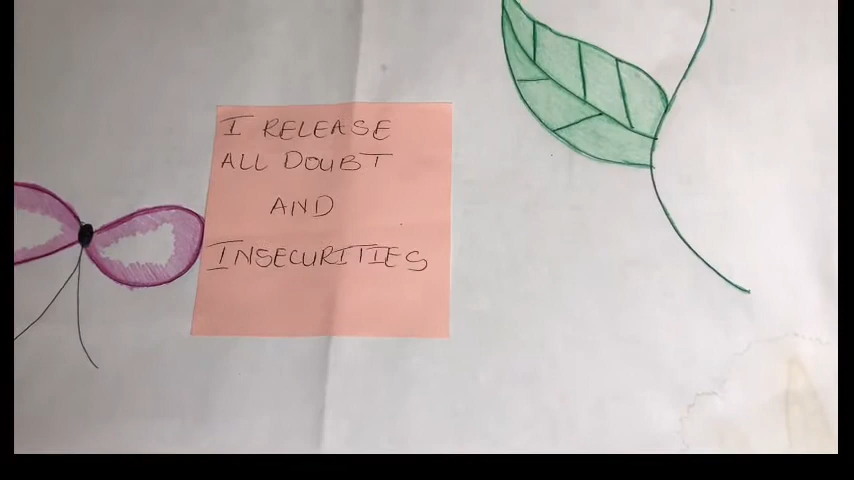 I RELEASE
ALL DOUBT
AND
INSECURITIES